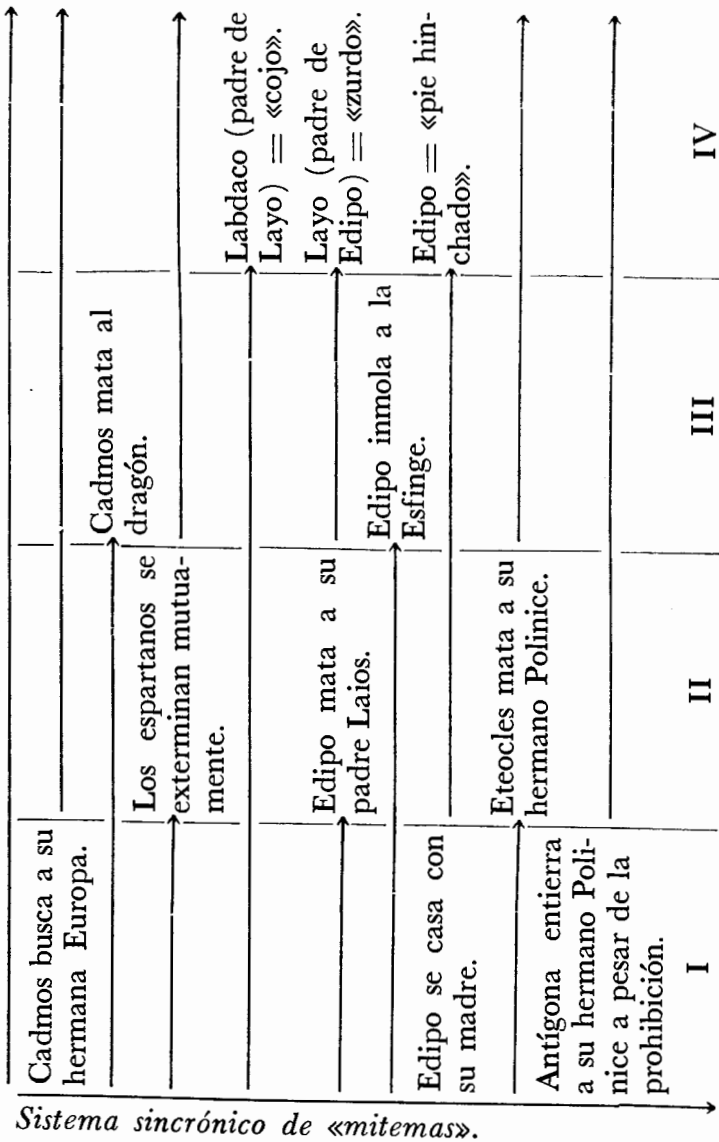 Cadmos busca a su
hermana Europa.
Cadmos mata al
dragón.
Los espartanos se
exterminan mutua-
mente.
Labdaco (padre de
Layo) = «cojo».
Edipo mata a su
padre Laios.
Layo (padre de
Edipo) = «zurdo».
Edipo inmola a la
Esfinge.
Edipo se casa con
su madre.
Edipo = «pie hin-
chado».
Eteocles mata a su
hermano Polinice.
Antígona entierra
a su hermano Poli-
nice a pesar de la
prohibición.
I
II
III
IV
Sistema sincrónico de «mitemas».